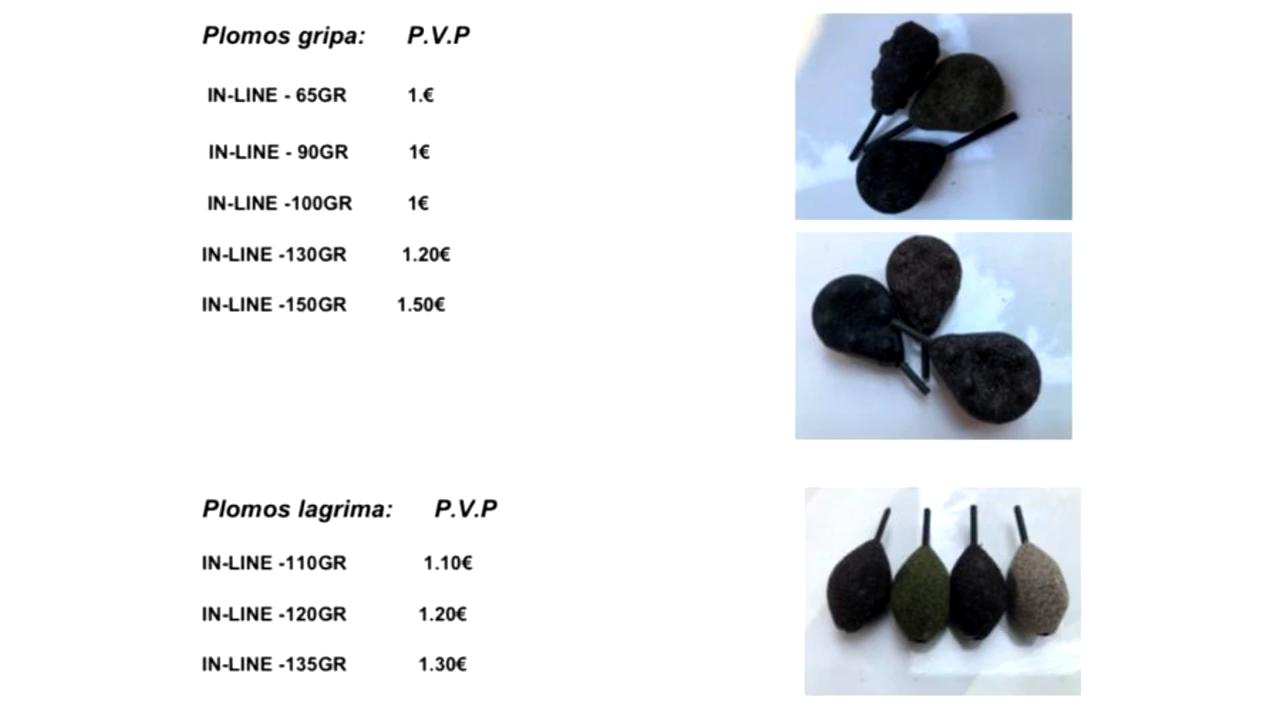 Plomos gripa: P.V.P
IN-LINE - 65GR 1.€
IN-LINE - 90GR 1€
IN-LINE -100GR 1€
IN-LINE -130GR 1.20€
IN-LINE -150GR 1.50€
Plomos lagrima: P.V.P
IN-LINE -110GR 1.10€
IN-LINE -120GR 1.20€
IN-LINE -135GR 1.30€